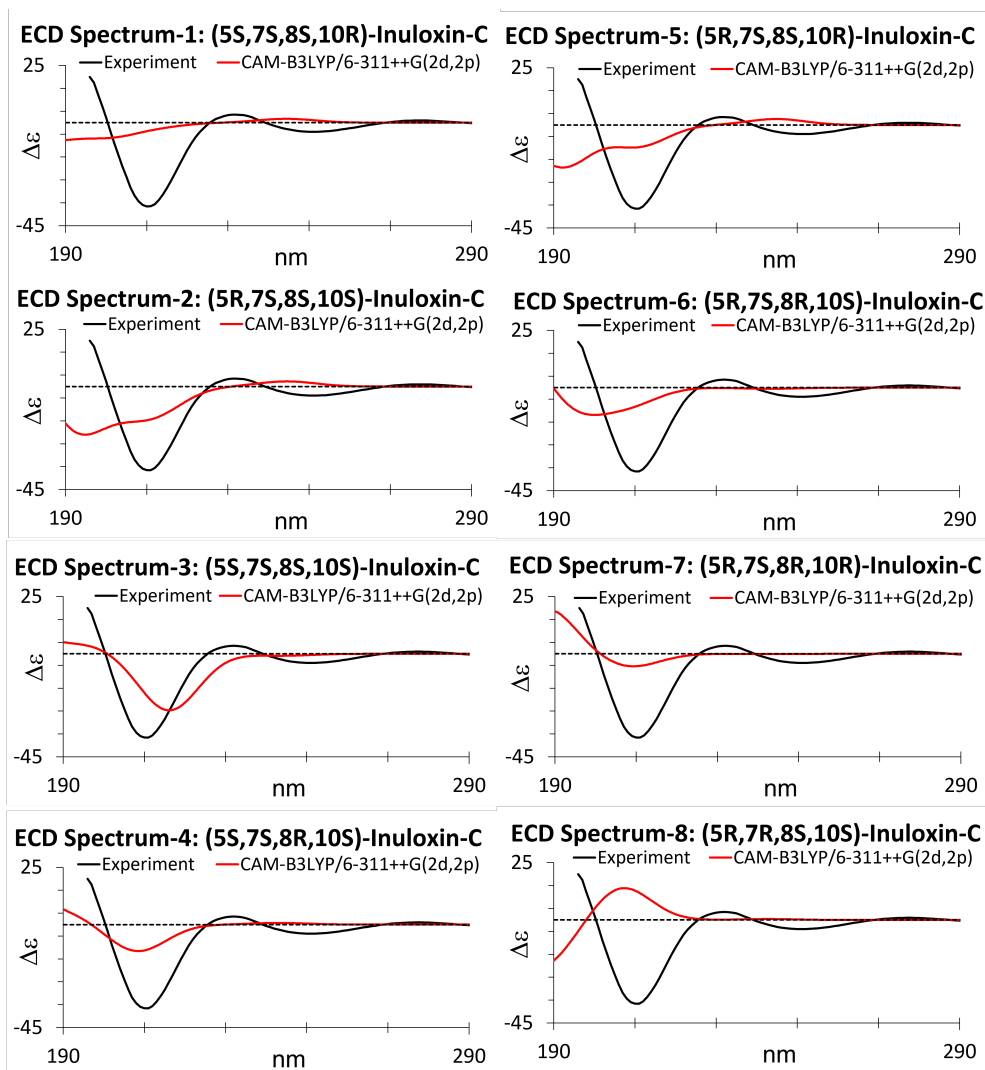 ECD Spectrum-1: (5S,7S,8S,10R)-Inuloxin-C
Experiment CAM-B3LYP/6-311++G(2d,2p)
25
Δε
-45
190 290
nm
ECD Spectrum-5: (5R,7S,8S,10R)-Inuloxin-C
Experiment CAM-B3LYP/6-311++G(2d,2p)
25
Δε
-45
190 290
nm
ECD Spectrum-2: (5R,7S,8S,10S)-Inuloxin-C
Experiment CAM-B3LYP/6-311++G(2d,2p)
25
Δε
-45
190 290
nm
ECD Spectrum-6: (5R,7S,8R,10S)-Inuloxin-C
Experiment CAM-B3LYP/6-311++G(2d,2p)
25
Δε
-45
190 290
nm
ECD Spectrum-3: (5S,7S,8S,10S)-Inuloxin-C
Experiment CAM-B3LYP/6-311++G(2d,2p)
25
Δε
-45
190 290
nm
ECD Spectrum-7: (5R,7S,8R,10R)-Inuloxin-C
Experiment CAM-B3LYP/6-311++G(2d,2p)
25
Δε
-45
190 290
nm
ECD Spectrum-4: (5S,7S,8R,10S)-Inuloxin-C
Experiment CAM-B3LYP/6-311++G(2d,2p)
25
Δε
-45
190 290
nm
ECD Spectrum-8: (5R,7R,8S,10S)-Inuloxin-C
Experiment CAM-B3LYP/6-311++G(2d,2p)
25
Δε
-45
190 290
nm